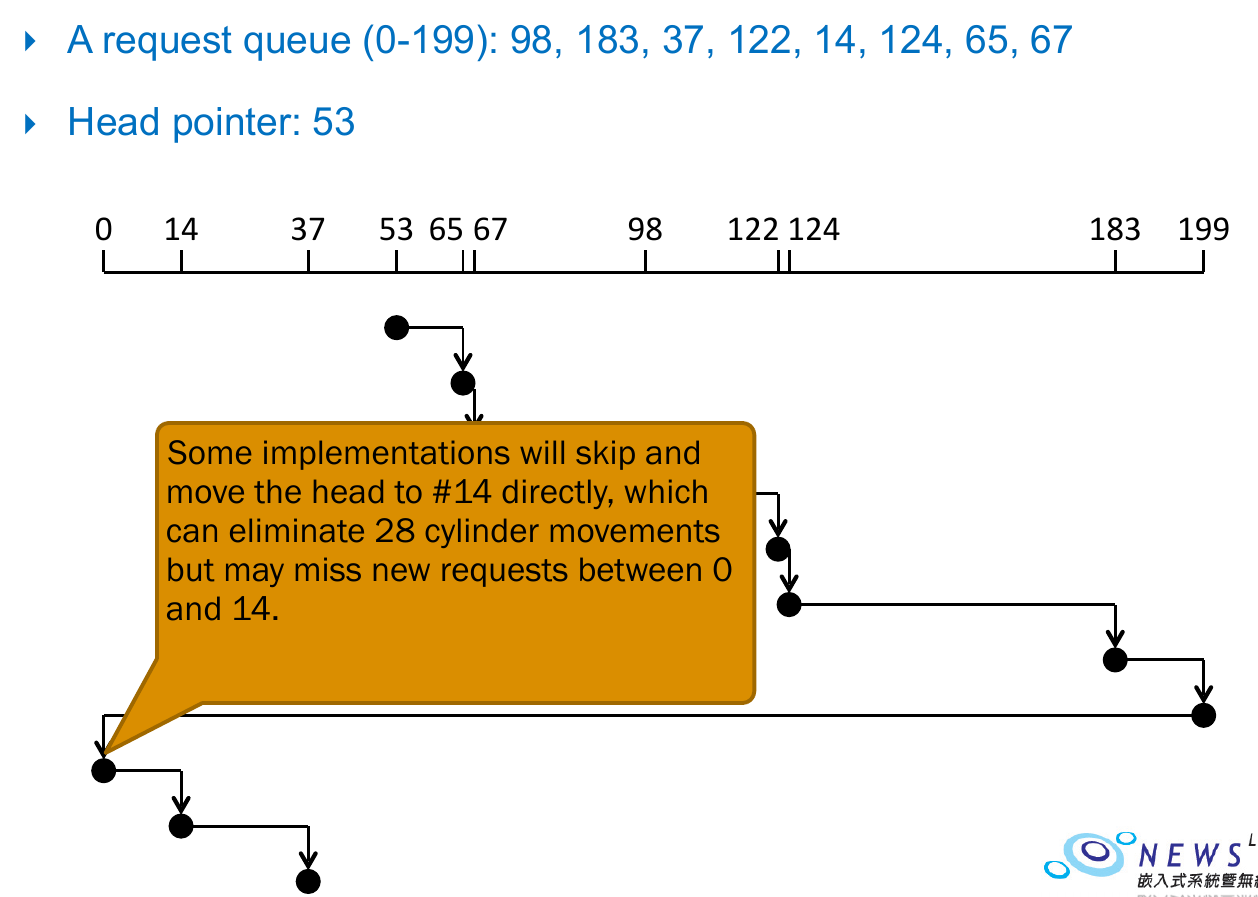 A request queue (0-199): 98, 183, 37, 122, 14, 124, 65, 67
Head pointer: 53
0 14 37 53 65 67 98 122 124 183 199
Some implementations will skip and
move the head to #14 directly, which
can eliminate 28 cylinder movements
but may miss new requests between 0
and 14.
NEWS L
嵌入式系統暨無